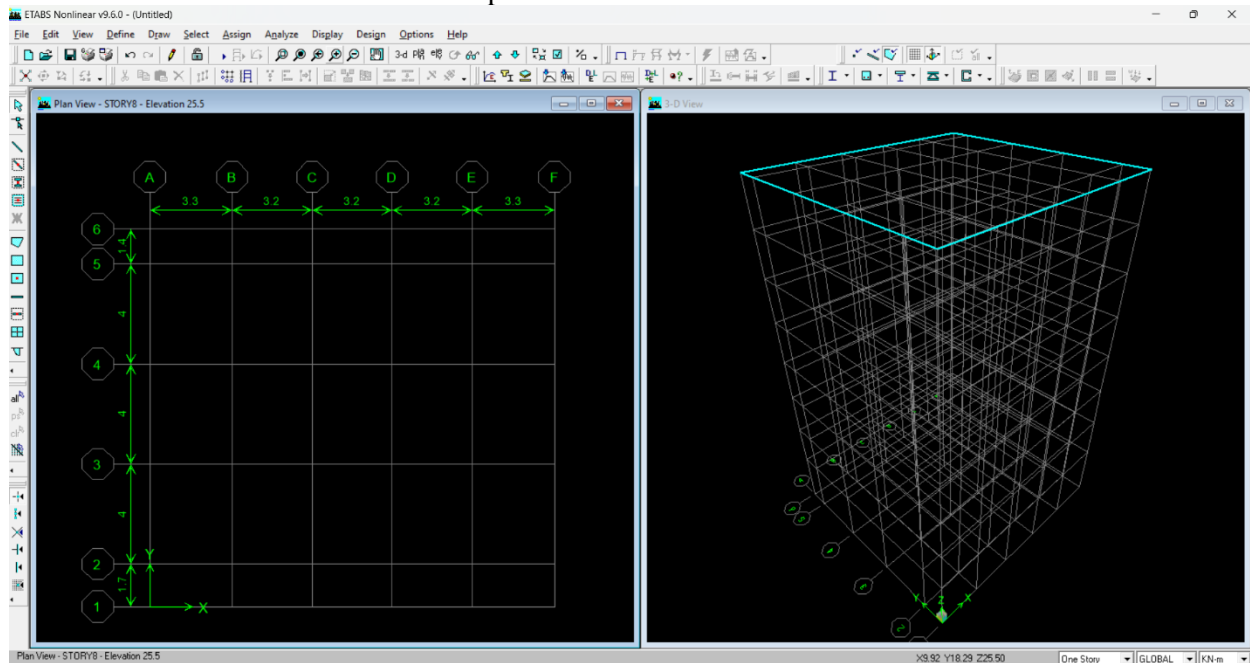 ETABS Nonlinear v9.6.0 - (Untitled)
File Edit View Define Draw Select Assign Analyze Display Design Options Help
3-d
Plan View - STORY8 - Elevation 25.5
3-D View
A B C D E F
3.3 3.2 3.2 3.2 3.3
6
1.4
5
4
4
4
3
4
2
Y
1.7
1
X
Y Z X
all
Plan View - STORY8 - Elevation 25.5
X9.92 Y18.29 Z25.50
One Story
GLOBAL
KN-m